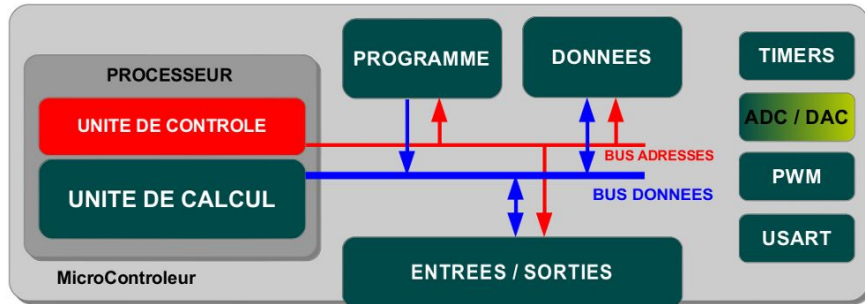 PROCESSEUR
UNITE DE CONTROLE
UNITE DE CALCUL
MicroControleur
PROGRAMME
DONNEES
BUS ADRESSES
BUS DONNEES
ENTREES / SORTIES
TIMERS
ADC / DAC
PWM
USART